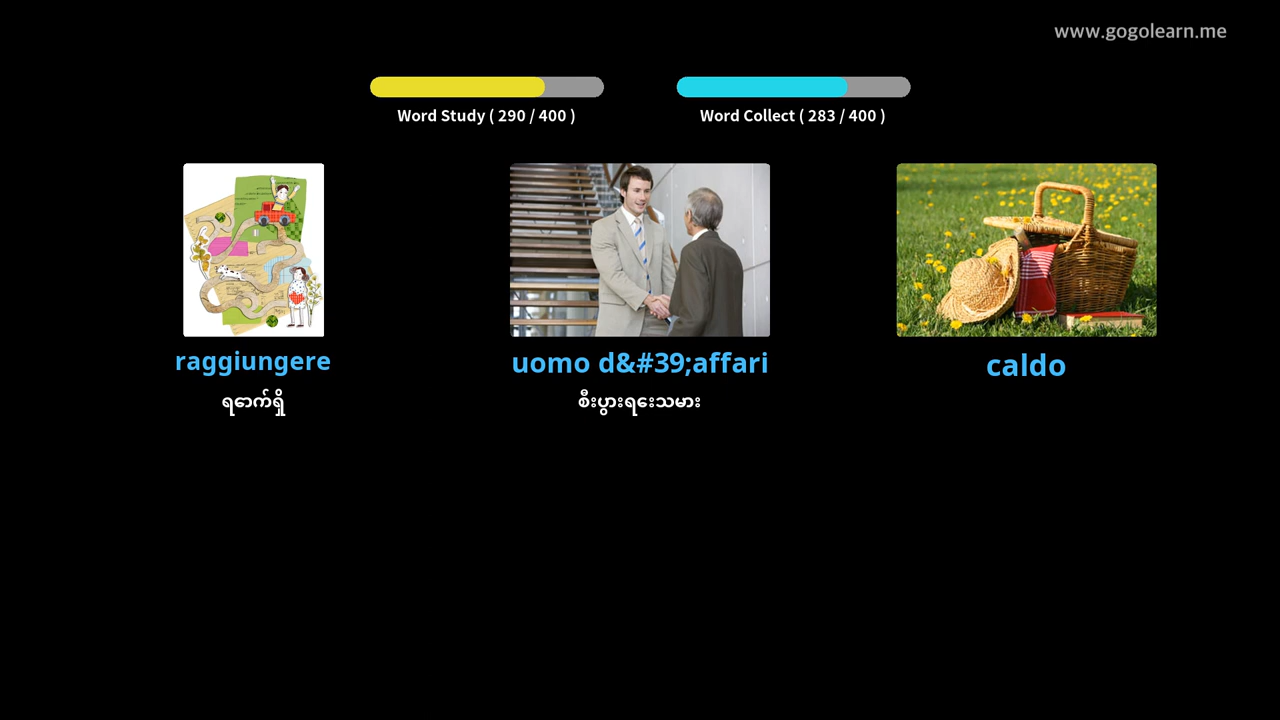 www.gogolearn.me
Word Study ( 290 / 400 )
Word Collect ( 283 / 400 )
raggiungere
ရောက်ရှိ
uomo d&#39;affari
စီးပွားရေးသမား
caldo